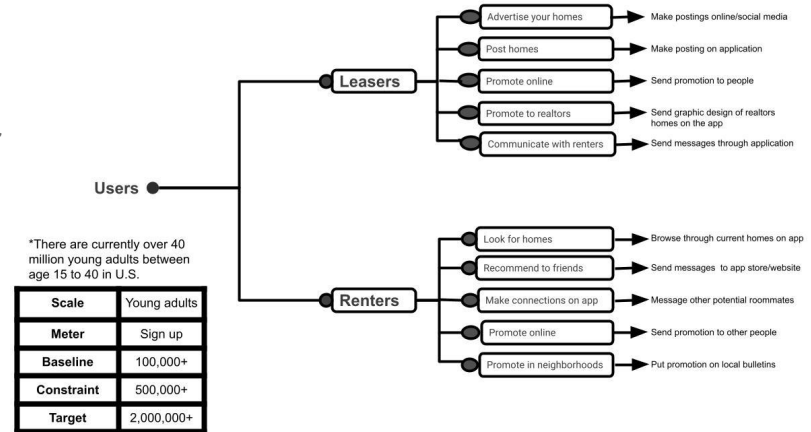 Advertise your homes
Make postings online/social media
Post homes
Make posting on application
Leasers
Promote online
Send promotion to people
Promote to realtors
Send graphic design of realtors
homes on the app
Communicate with renters
Send messages through application
Users
*There are currently over 40
million young adults between
age 15 to 40 in U.S.
Scale Young adults
Meter Sign up
Baseline 100,000+
Constraint 500,000+
Target 2,000,000+
Look for homes
Browse through current homes on app
Recommend to friends
Send messages to app store/website
Renters
Make connections on app
Message other potential roommates
Promote online
Send promotion to other people
Promote in neighborhoods
Put promotion on local bulletins